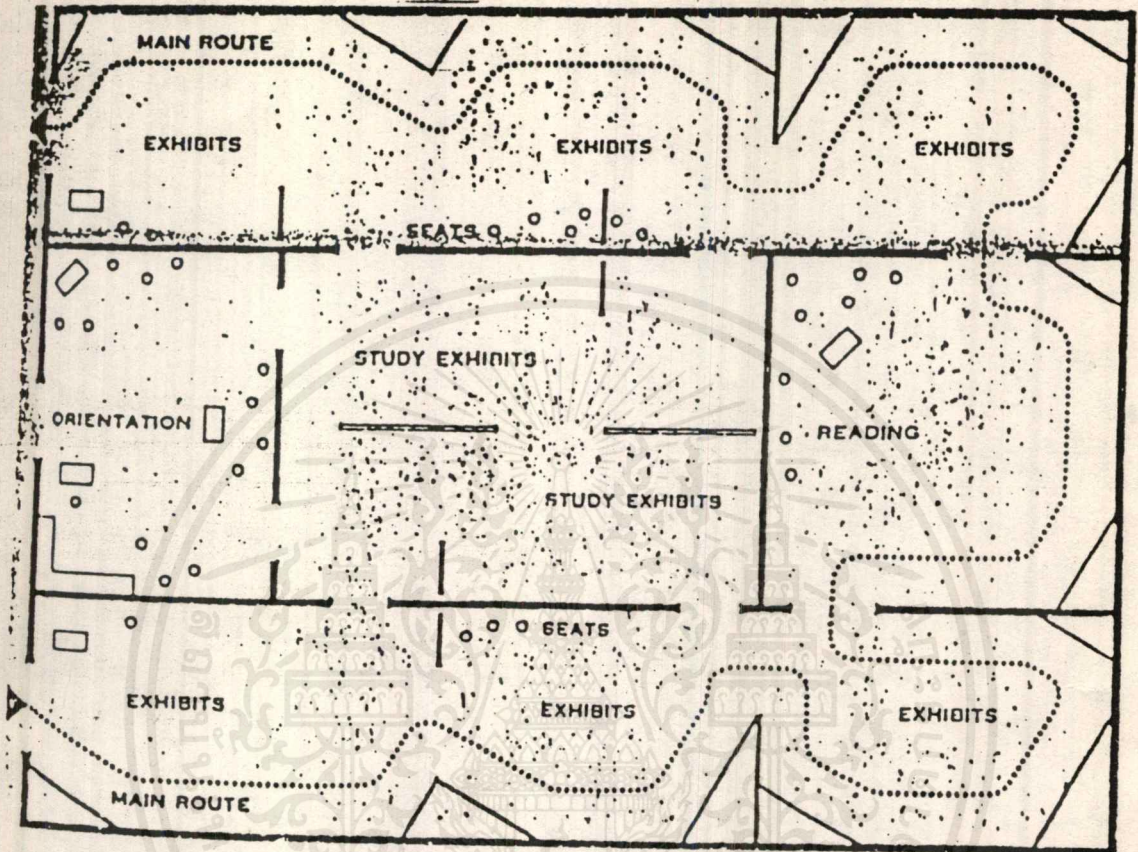 MAIN ROUTE
EXHIBITS
EXHIBITS
EXHIBITS
SEATS
STUDY EXHIBITS
ORIENTATION
READING
STUDY EXHIBITS
SEATS
EXHIBITS
EXHIBITS
EXHIBITS
MAIN ROUTE